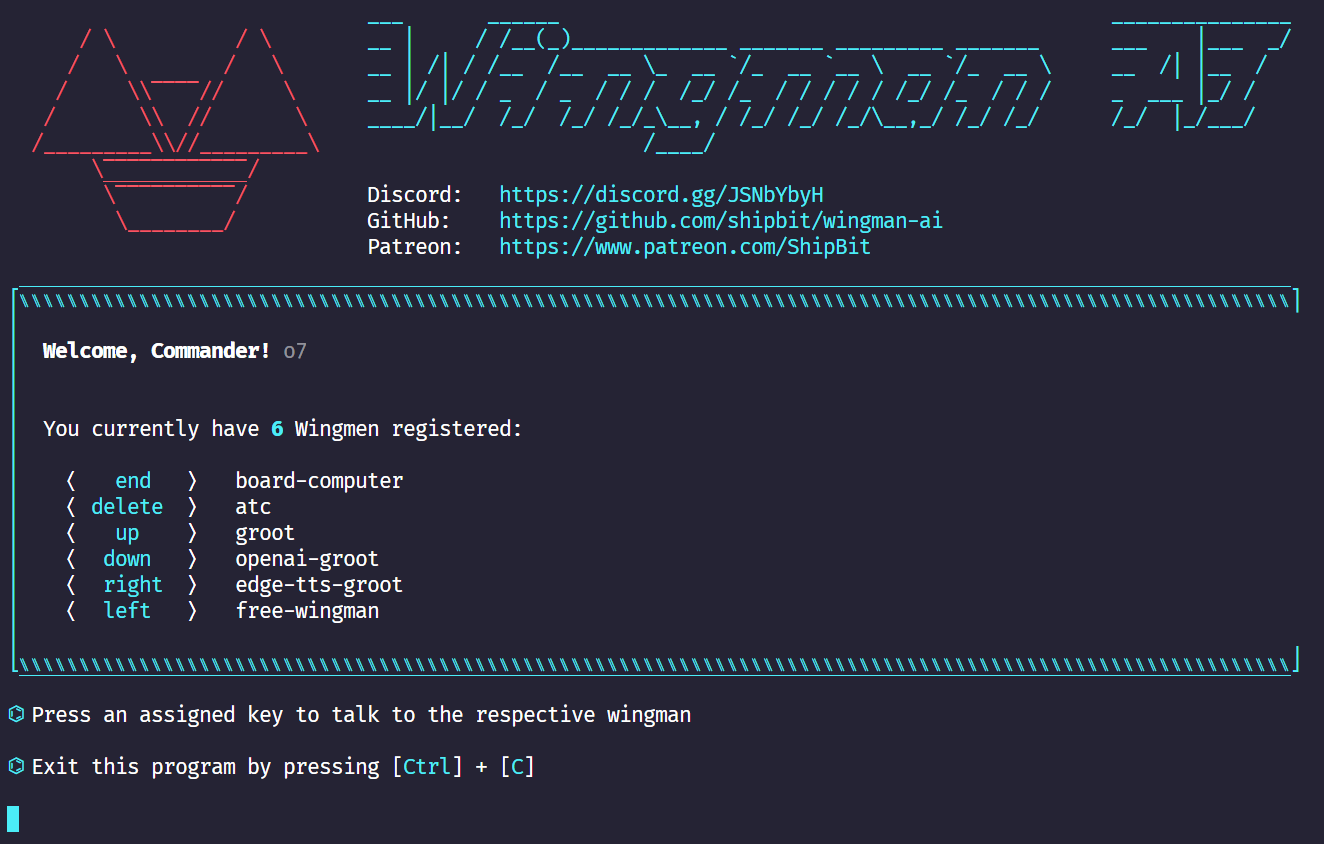 Wingman AI
Discord: https://discord.gg/JSNbYbyH
GitHub: https://github.com/shipbit/wingman-ai
Patreon: https://www.patreon.com/ShipBit
Welcome, Commander! o7
You currently have 6 Wingmen registered:
⟨ end ⟩ board-computer
⟨ delete ⟩ atc
⟨ up ⟩ groot
⟨ down ⟩ openai-groot
⟨ right ⟩ edge-tts-groot
⟨ left ⟩ free-wingman
⌬ Press an assigned key to talk to the respective wingman
⌬ Exit this program by pressing [Ctrl] + [C]